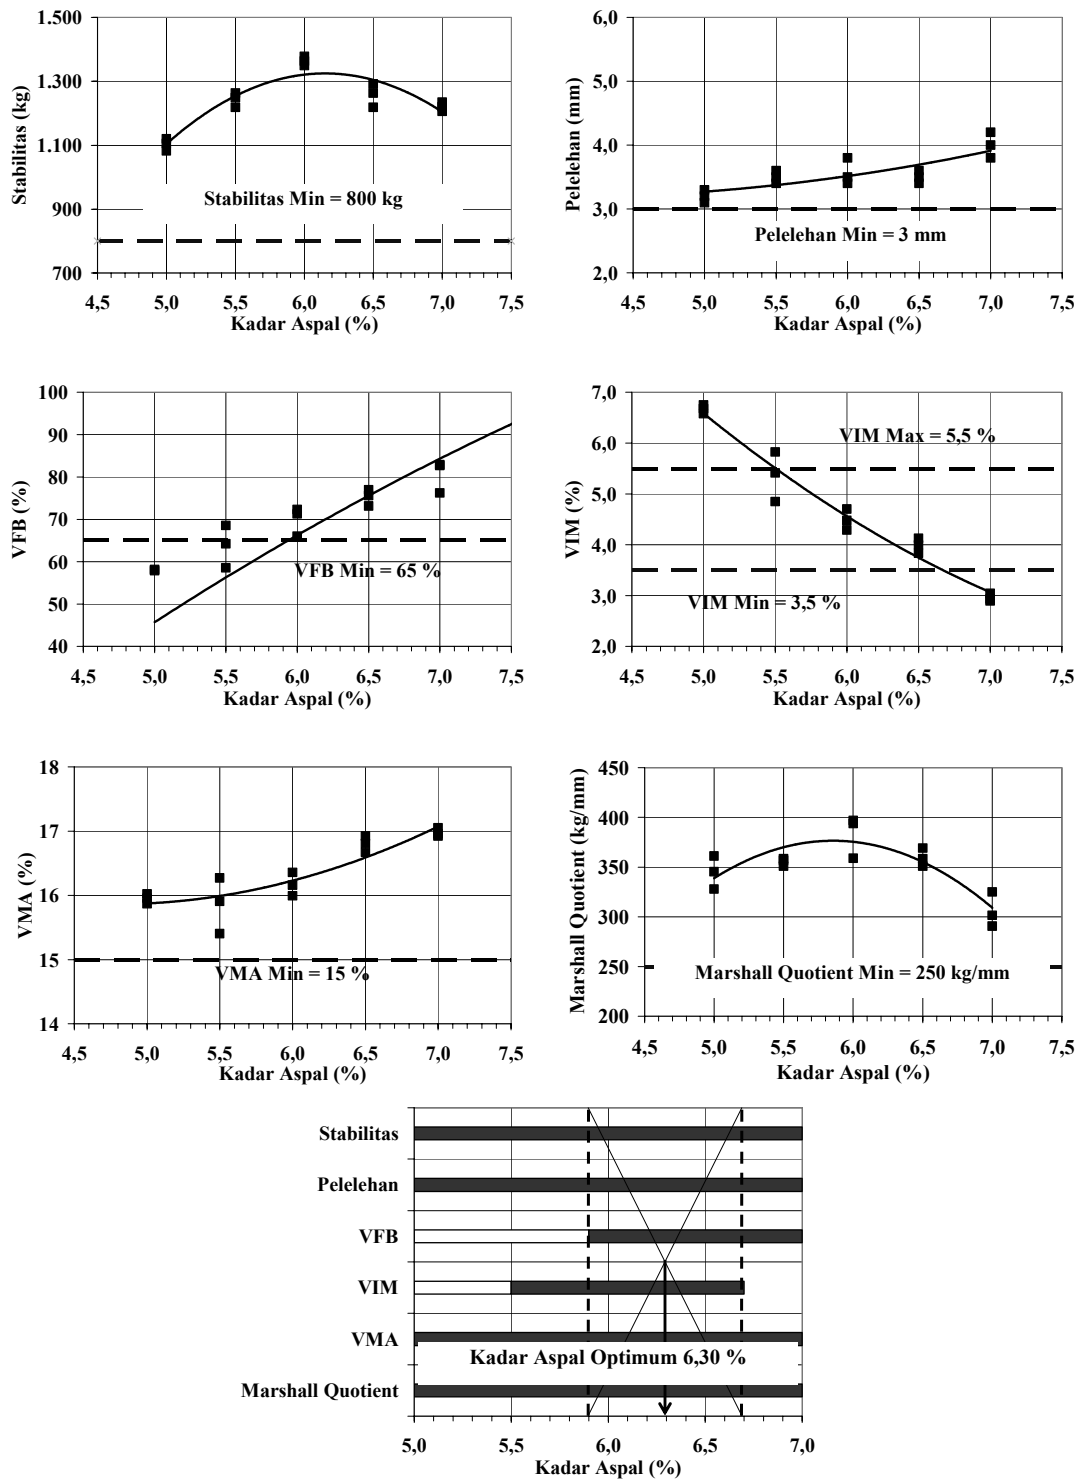 Stabilitas (kg)
1.500
1.300
1.100
900
700
Stabilitas Min = 800 kg
4,5 5,0 5,5 6,0 6,5 7,0 7,5
Kadar Aspal (%)
Pelelehan (mm)
6,0
5,0
4,0
3,0
2,0
Pelelehan Min = 3 mm
4,5 5,0 5,5 6,0 6,5 7,0 7,5
Kadar Aspal (%)
VFB (%)
100
90
80
70
60
50
40
VFB Min = 65 %
4,5 5,0 5,5 6,0 6,5 7,0 7,5
Kadar Aspal (%)
VIM (%)
7,0
6,0
5,0
4,0
3,0
2,0
VIM Max = 5,5 %
VIM Min = 3,5 %
4,5 5,0 5,5 6,0 6,5 7,0 7,5
Kadar Aspal (%)
VMA (%)
18
17
16
15
14
VMA Min = 15 %
4,5 5,0 5,5 6,0 6,5 7,0 7,5
Kadar Aspal (%)
Marshall Quotient (kg/mm)
450
400
350
300
250
200
Marshall Quotient Min = 250 kg/mm
4,5 5,0 5,5 6,0 6,5 7,0 7,5
Kadar Aspal (%)
Stabilitas
Pelelehan
VFB
VIM
VMA
Kadar Aspal Optimum 6,30 %
Marshall Quotient
5,0 5,5 6,0 6,5 7,0
Kadar Aspal (%)